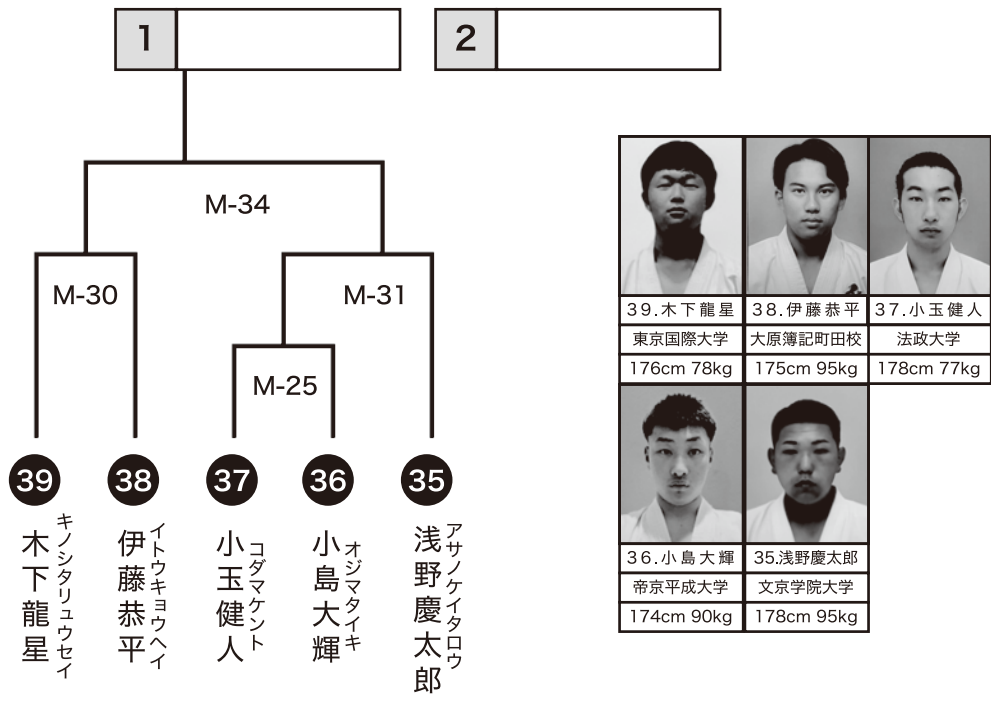 1
2
M-34
M-30
M-31
M-25
39
38
37
36
35
木下龍星
キノシタリュウセイ
伊藤恭平
イトウキョウヘイ
小玉健人
コダマケント
小島大輝
オジマタイキ
浅野慶太郎
アサノケイタロウ
39.木下龍星
38.伊藤恭平
37.小玉健人
東京国際大学
大原簿記町田校
法政大学
176cm 78kg
175cm 95kg
178cm 77kg
36.小島大輝
35.浅野慶太郎
帝京平成大学
文京学院大学
174cm 90kg
178cm 95kg